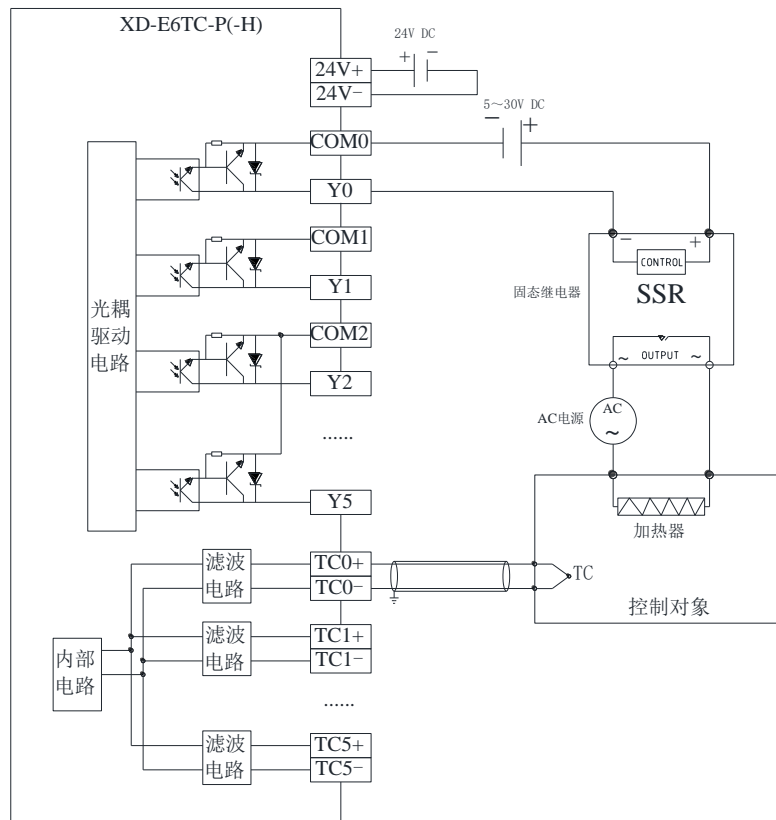 XD-E6TC-P(-H)
24V DC
+
−
24V+
24V−
5～30V DC
−
+
COM0
Y0
COM1
Y1
COM2
Y2
......
Y5
光耦
驱动
电路
−
+
CONTROL
SSR
固态继电器
~
OUTPUT
~
AC
~
AC电源
加热器
TC
控制对象
滤波
电路
TC0+
TC0−
滤波
电路
TC1+
TC1−
内部
电路
......
滤波
电路
TC5+
TC5−